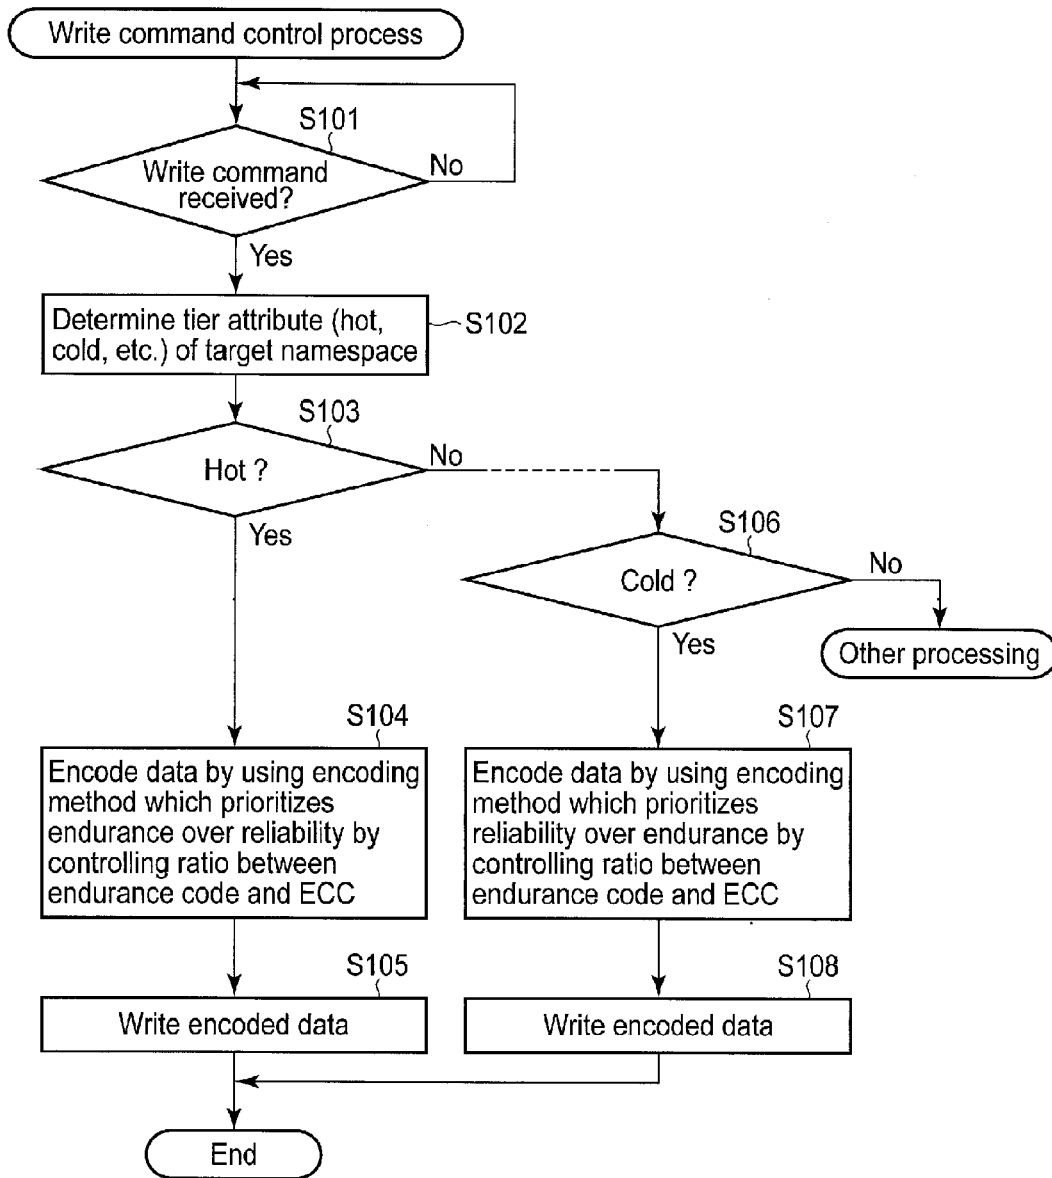 Write command control process
S101
Write command
received?
No
Yes
Determine tier attribute (hot,
cold, etc.) of target namespace
S102
S103
Hot ?
No
Yes
S106
Cold ?
No
Yes
Other processing
S104
Encode data by using encoding
method which prioritizes
endurance over reliability by
controlling ratio between
endurance code and ECC
S107
Encode data by using encoding
method which prioritizes
reliability over endurance by
controlling ratio between
endurance code and ECC
S105
Write encoded data
S108
Write encoded data
End